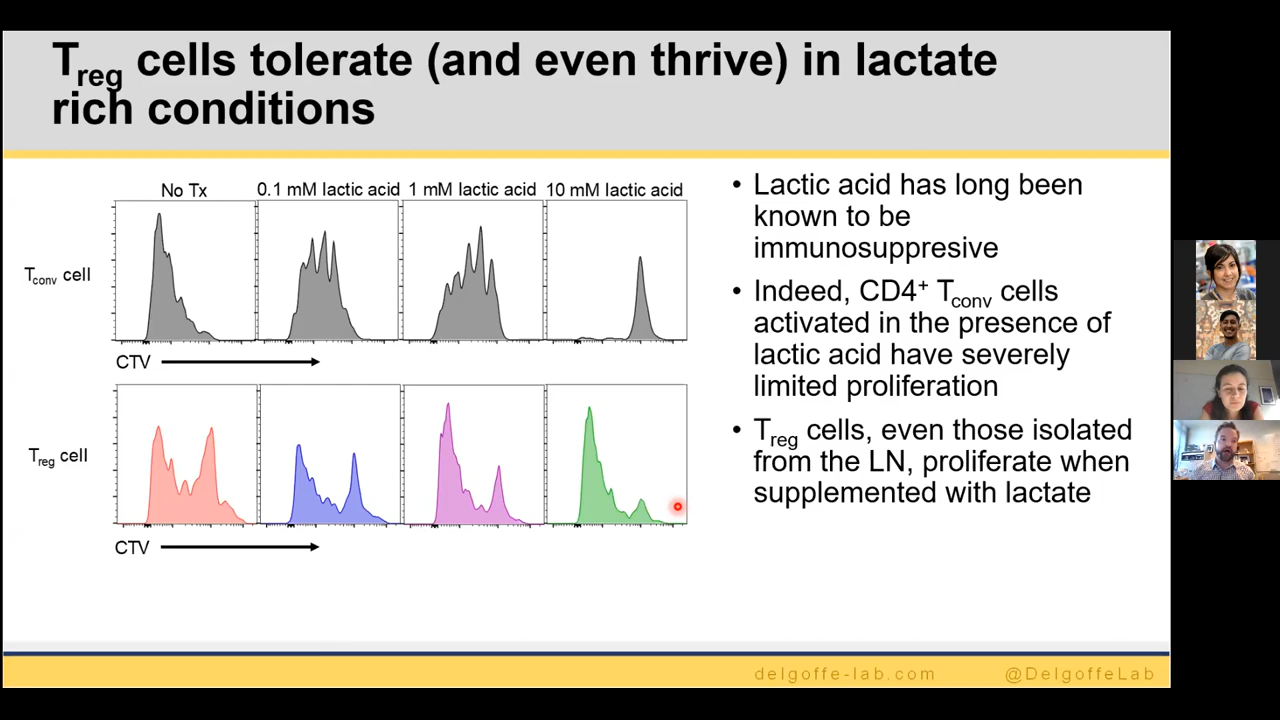 Treg cells tolerate (and even thrive) in lactate
rich conditions
No Tx
0.1 mM lactic acid
1 mM lactic acid
10 mM lactic acid
Tconv cell
CTV
Treg cell
CTV
• Lactic acid has long been
known to be
immunosuppresive
• Indeed, CD4+ Tconv cells
activated in the presence of
lactic acid have severely
limited proliferation
• Treg cells, even those isolated
from the LN, proliferate when
supplemented with lactate
delgoffe-lab.com
@DelgoffeLab